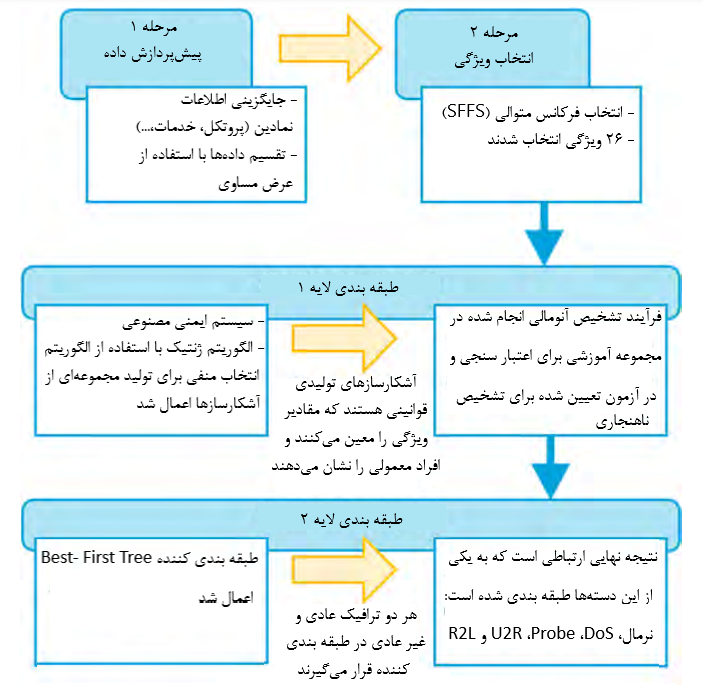 مرحله ۱
پیش‌پردازش داده
- جایگزینی اطلاعات
نمادین (پروتکل، خدمات،...)
- تقسیم داده‌ها با استفاده از
عرض مساوی
مرحله ۲
انتخاب ویژگی
- انتخاب فرکانس متوالی (SFFS)
- ۲۶ ویژگی انتخاب شدند
طبقه بندی لایه ۱
- سیستم ایمنی مصنوعی
- الگوریتم ژنتیک با استفاده از الگوریتم
انتخاب منفی برای تولید مجموعه‌ای از
آشکارسازها اعمال شد
آشکارسازهای تولیدی
قوانینی هستند که مقادیر
ویژگی را معین می‌کنند و
افراد معمولی را نشان می‌دهند
فرآیند تشخیص آنومالی انجام شده در
مجموعه آموزشی برای اعتبار سنجی و
در آزمون تعیین شده برای تشخیص
ناهنجاری
طبقه بندی لایه ۲
طبقه بندی کننده Best- First Tree
اعمال شد
هر دو ترافیک عادی و
غیر عادی در طبقه بندی
کننده قرار می‌گیرند
نتیجه نهایی ارتباطی است که به یکی
از این دسته‌ها طبقه بندی شده است:
نرمال، U2R ،Probe ،DoS و R2L